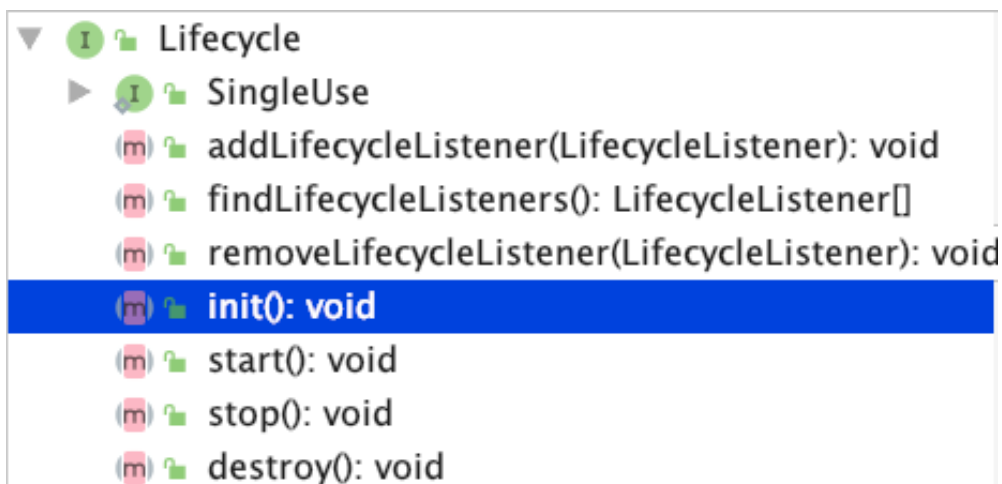 I Lifecycle
I SingleUse
m addLifecycleListener(LifecycleListener): void
m findLifecycleListeners(): LifecycleListener[]
m removeLifecycleListener(LifecycleListener): void
m init(): void
m start(): void
m stop(): void
m destroy(): void